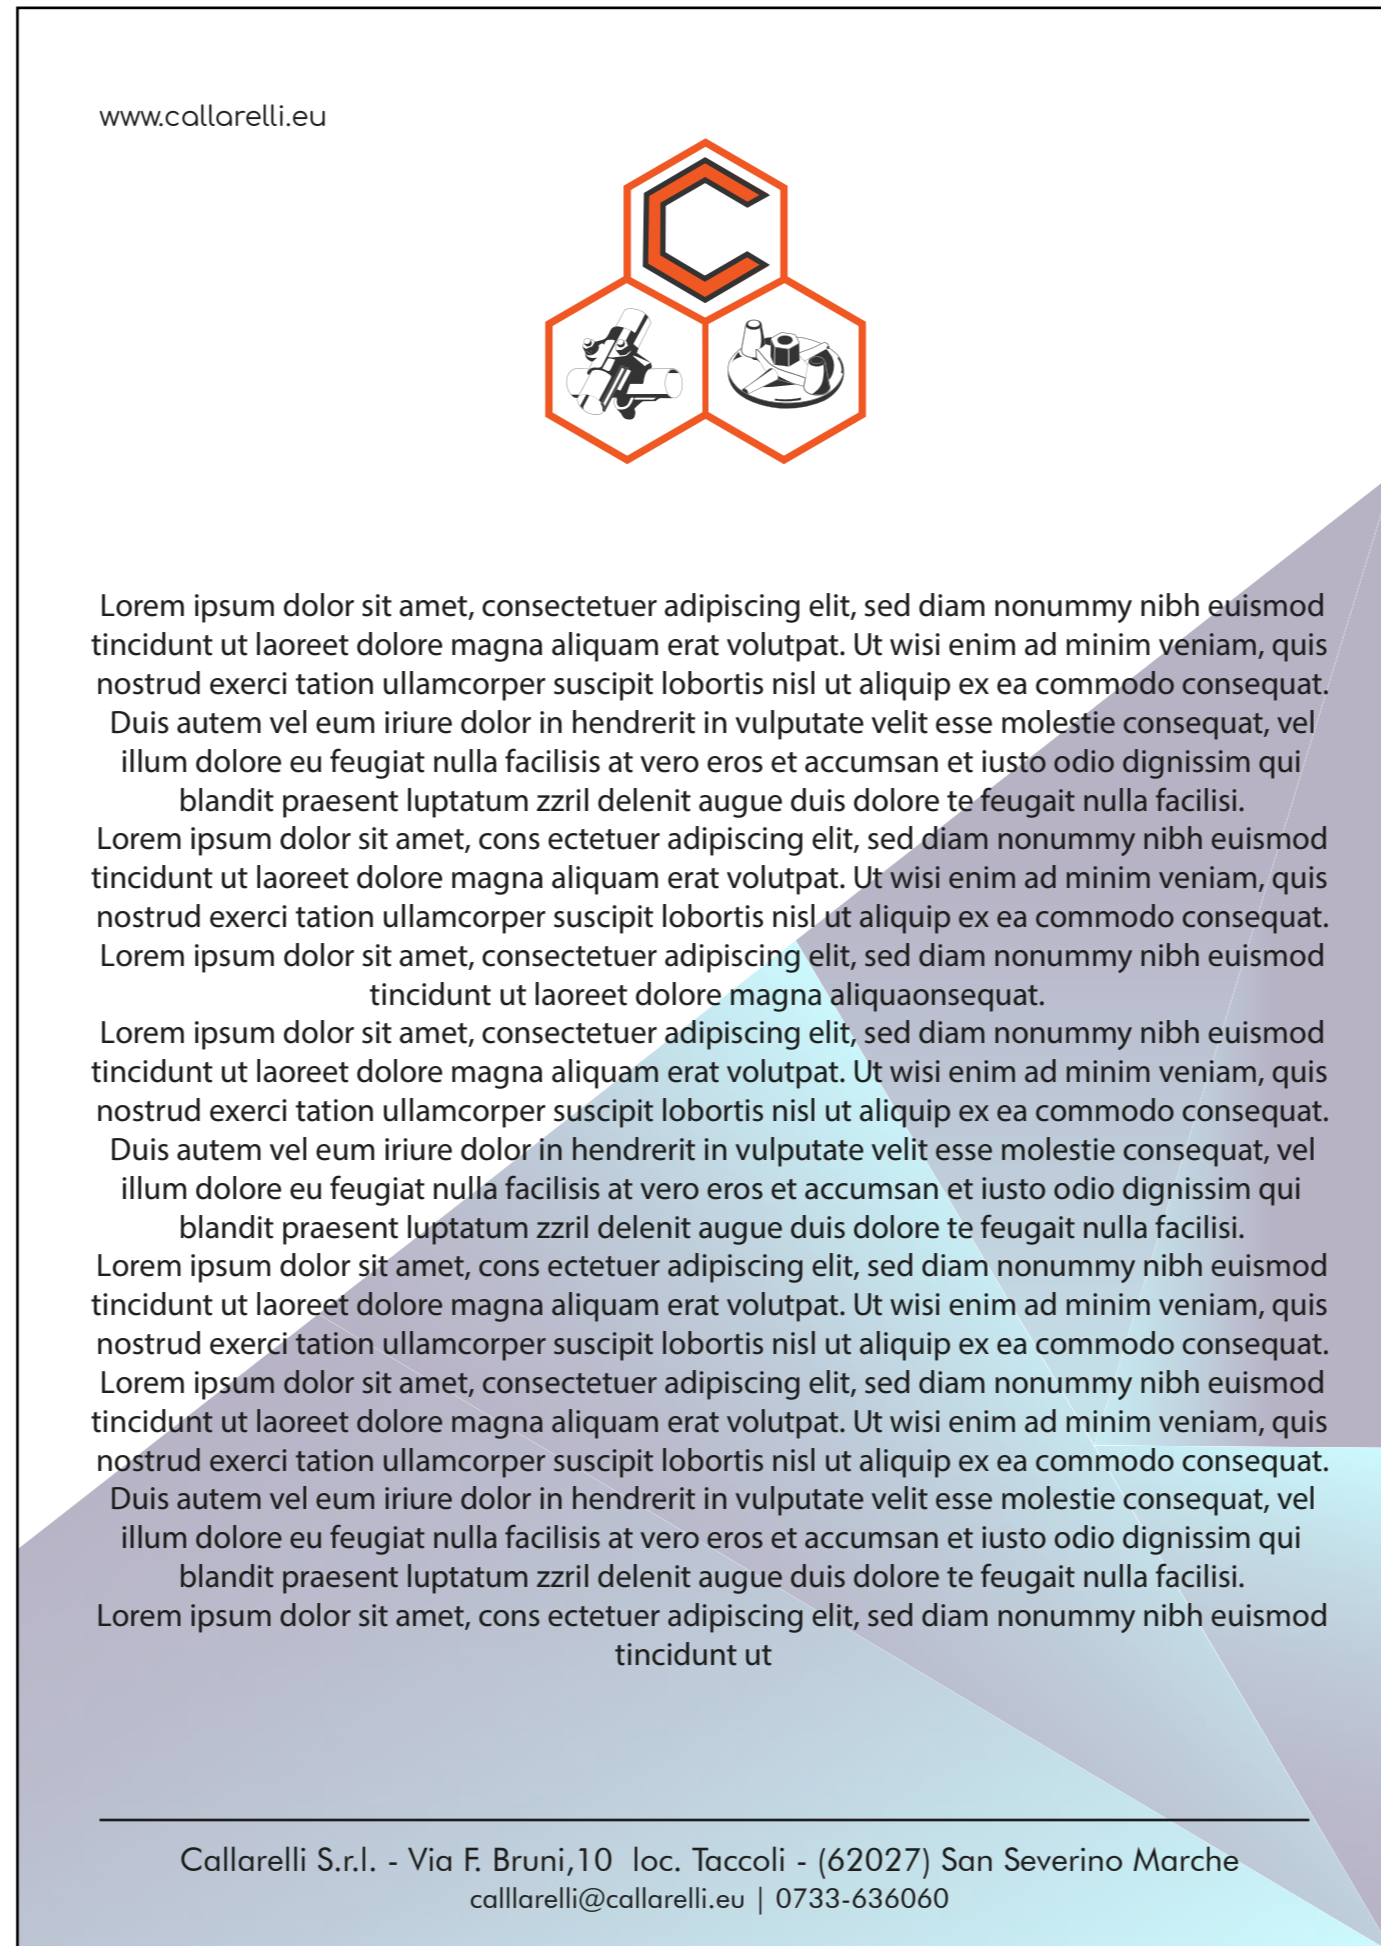 www.callarelli.eu
C
Lorem ipsum dolor sit amet, consectetuer adipiscing elit, sed diam nonummy nibh euismod
tincidunt ut laoreet dolore magna aliquam erat volutpat. Ut wisi enim ad minim veniam, quis
nostrud exerci tation ullamcorper suscipit lobortis nisl ut aliquip ex ea commodo consequat.
Duis autem vel eum iriure dolor in hendrerit in vulputate velit esse molestie consequat, vel
illum dolore eu feugiat nulla facilisis at vero eros et accumsan et iusto odio dignissim qui
blandit praesent luptatum zzril delenit augue duis dolore te feugait nulla facilisi.
Lorem ipsum dolor sit amet, cons ectetuer adipiscing elit, sed diam nonummy nibh euismod
tincidunt ut laoreet dolore magna aliquam erat volutpat. Ut wisi enim ad minim veniam, quis
nostrud exerci tation ullamcorper suscipit lobortis nisl ut aliquip ex ea commodo consequat.
Lorem ipsum dolor sit amet, consectetuer adipiscing elit, sed diam nonummy nibh euismod
tincidunt ut laoreet dolore magna aliquaonsequat.
Lorem ipsum dolor sit amet, consectetuer adipiscing elit, sed diam nonummy nibh euismod
tincidunt ut laoreet dolore magna aliquam erat volutpat. Ut wisi enim ad minim veniam, quis
nostrud exerci tation ullamcorper suscipit lobortis nisl ut aliquip ex ea commodo consequat.
Duis autem vel eum iriure dolor in hendrerit in vulputate velit esse molestie consequat, vel
illum dolore eu feugiat nulla facilisis at vero eros et accumsan et iusto odio dignissim qui
blandit praesent luptatum zzril delenit augue duis dolore te feugait nulla facilisi.
Lorem ipsum dolor sit amet, cons ectetuer adipiscing elit, sed diam nonummy nibh euismod
tincidunt ut laoreet dolore magna aliquam erat volutpat. Ut wisi enim ad minim veniam, quis
nostrud exerci tation ullamcorper suscipit lobortis nisl ut aliquip ex ea commodo consequat.
Lorem ipsum dolor sit amet, consectetuer adipiscing elit, sed diam nonummy nibh euismod
tincidunt ut laoreet dolore magna aliquam erat volutpat. Ut wisi enim ad minim veniam, quis
nostrud exerci tation ullamcorper suscipit lobortis nisl ut aliquip ex ea commodo consequat.
Duis autem vel eum iriure dolor in hendrerit in vulputate velit esse molestie consequat, vel
illum dolore eu feugiat nulla facilisis at vero eros et accumsan et iusto odio dignissim qui
blandit praesent luptatum zzril delenit augue duis dolore te feugait nulla facilisi.
Lorem ipsum dolor sit amet, cons ectetuer adipiscing elit, sed diam nonummy nibh euismod
tincidunt ut
Callarelli S.r.l. - Via F. Bruni,10 loc. Taccoli - (62027) San Severino Marche
calllarelli@callarelli.eu | 0733-636060